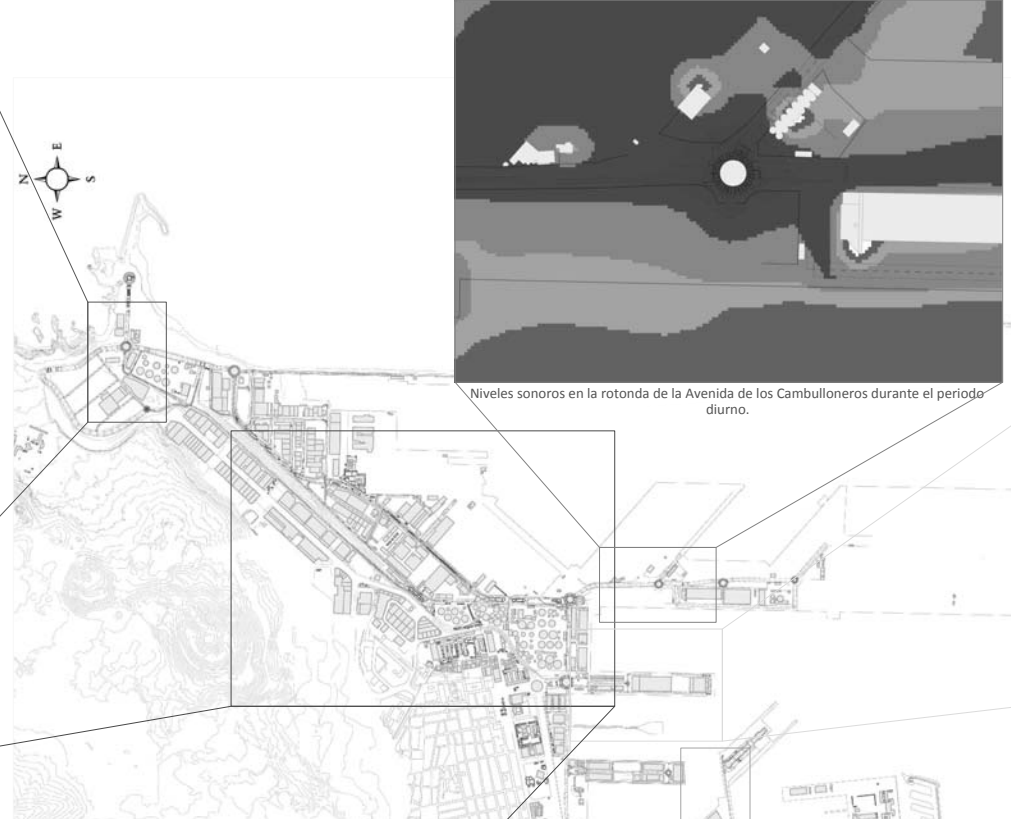 Niveles sonoros en la rotonda de la Avenida de los Cambulloneros durante el periodo
diurno.
E
N
S
W